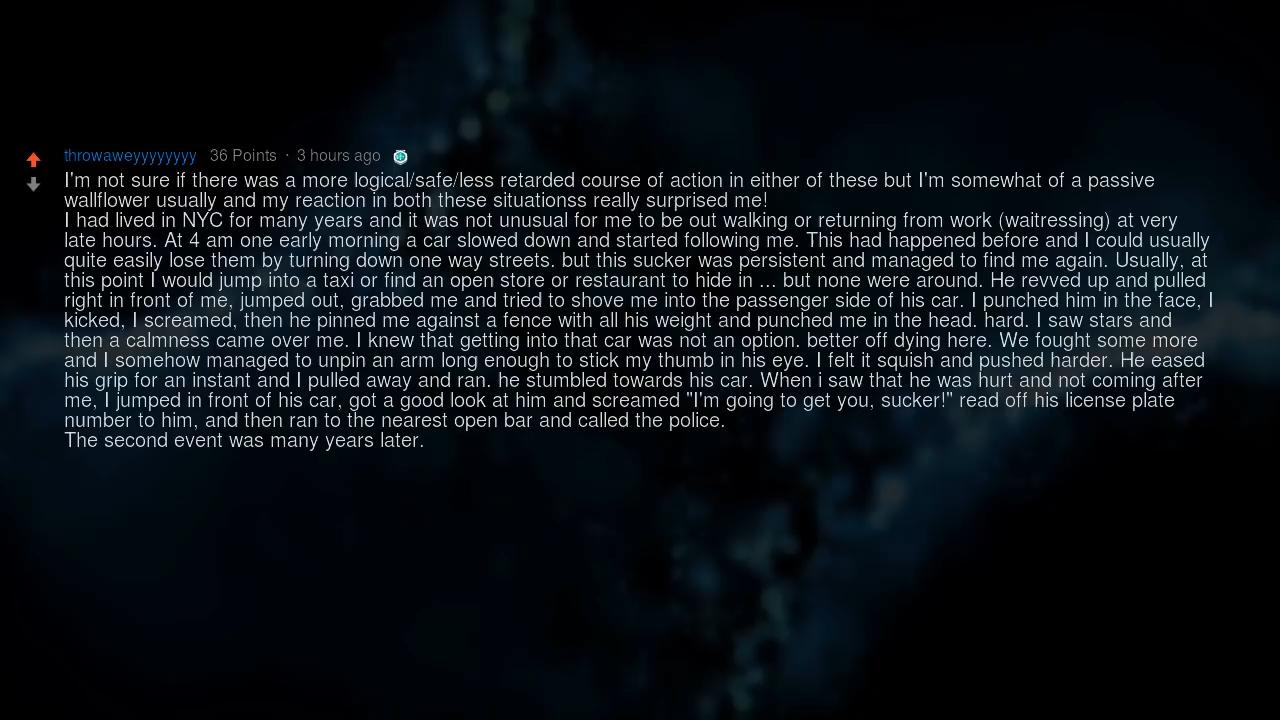 throwaweyyyyyyyy 36 Points · 3 hours ago
I'm not sure if there was a more logical/safe/less retarded course of action in either of these but I'm somewhat of a passive
wallflower usually and my reaction in both these situationss really surprised me!
I had lived in NYC for many years and it was not unusual for me to be out walking or returning from work (waitressing) at very
late hours. At 4 am one early morning a car slowed down and started following me. This had happened before and I could usually
quite easily lose them by turning down one way streets. but this sucker was persistent and managed to find me again. Usually, at
this point I would jump into a taxi or find an open store or restaurant to hide in ... but none were around. He revved up and pulled
right in front of me, jumped out, grabbed me and tried to shove me into the passenger side of his car. I punched him in the face, I
kicked, I screamed, then he pinned me against a fence with all his weight and punched me in the head. hard. I saw stars and
then a calmness came over me. I knew that getting into that car was not an option. better off dying here. We fought some more
and I somehow managed to unpin an arm long enough to stick my thumb in his eye. I felt it squish and pushed harder. He eased
his grip for an instant and I pulled away and ran. he stumbled towards his car. When i saw that he was hurt and not coming after
me, I jumped in front of his car, got a good look at him and screamed "I'm going to get you, sucker!" read off his license plate
number to him, and then ran to the nearest open bar and called the police.
The second event was many years later.